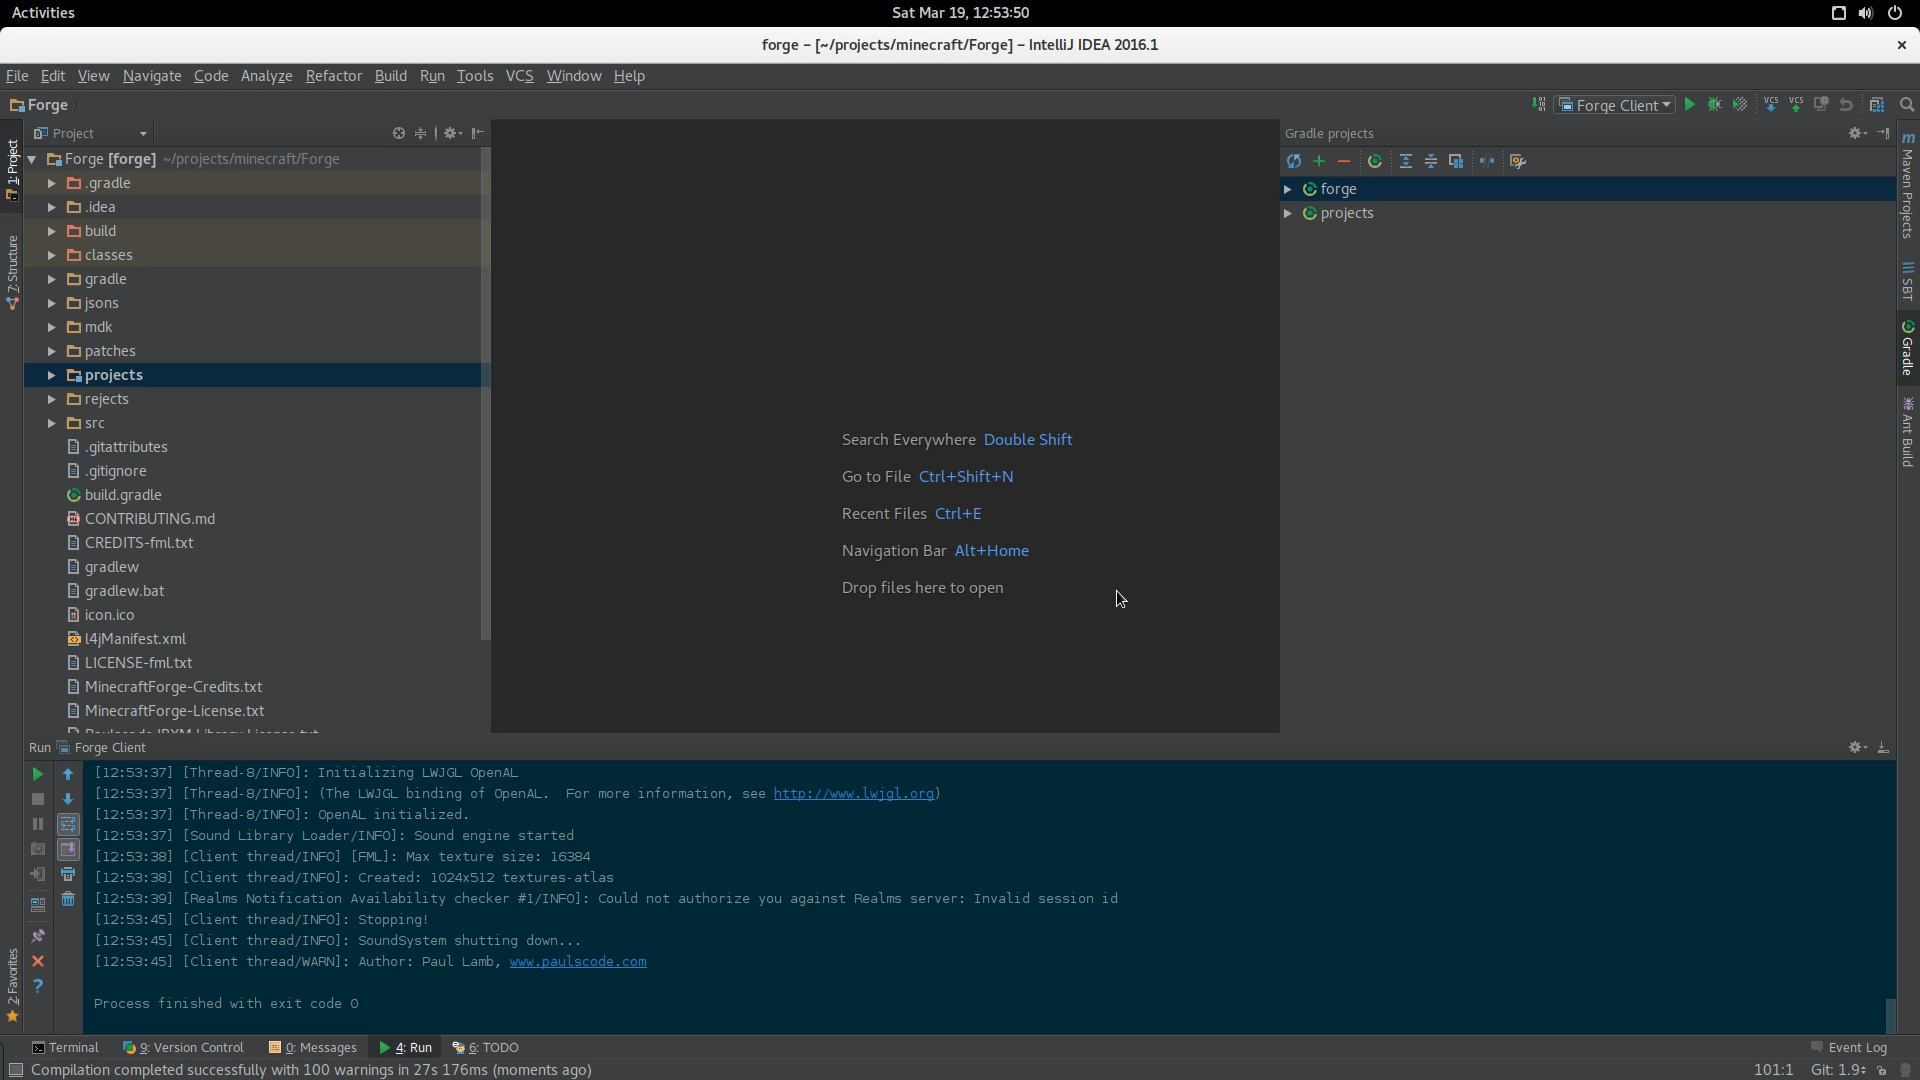 Activities
Sat Mar 19, 12:53:50
forge – [~/projects/minecraft/Forge] – IntelliJ IDEA 2016.1
File Edit View Navigate Code Analyze Refactor Build Run Tools VCS Window Help
Forge
Forge Client
VCS
VCS
Project
Gradle projects
1: Project
7: Structure
2: Favorites
Forge [forge] ~/projects/minecraft/Forge
.gradle
.idea
build
classes
gradle
jsons
mdk
patches
projects
rejects
src
.gitattributes
.gitignore
build.gradle
CONTRIBUTING.md
CREDITS-fml.txt
gradlew
gradlew.bat
icon.ico
l4jManifest.xml
LICENSE-fml.txt
MinecraftForge-Credits.txt
MinecraftForge-License.txt
Search Everywhere Double Shift
Go to File Ctrl+Shift+N
Recent Files Ctrl+E
Navigation Bar Alt+Home
Drop files here to open
forge
projects
Maven Projects
SBT
Gradle
Ant Build
Run Forge Client
[12:53:37] [Thread-8/INFO]: Initializing LWJGL OpenAL
[12:53:37] [Thread-8/INFO]: (The LWJGL binding of OpenAL.  For more information, see http://www.lwjgl.org)
[12:53:37] [Thread-8/INFO]: OpenAL initialized.
[12:53:37] [Sound Library Loader/INFO]: Sound engine started
[12:53:38] [Client thread/INFO] [FML]: Max texture size: 16384
[12:53:38] [Client thread/INFO]: Created: 1024x512 textures-atlas
[12:53:39] [Realms Notification Availability checker #1/INFO]: Could not authorize you against Realms server: Invalid session id
[12:53:45] [Client thread/INFO]: Stopping!
[12:53:45] [Client thread/INFO]: SoundSystem shutting down...
[12:53:45] [Client thread/WARN]: Author: Paul Lamb, www.paulscode.com
Process finished with exit code 0
Terminal 9: Version Control 0: Messages 4: Run 6: TODO
Event Log
Compilation completed successfully with 100 warnings in 27s 176ms (moments ago)
101:1 Git: 1.9